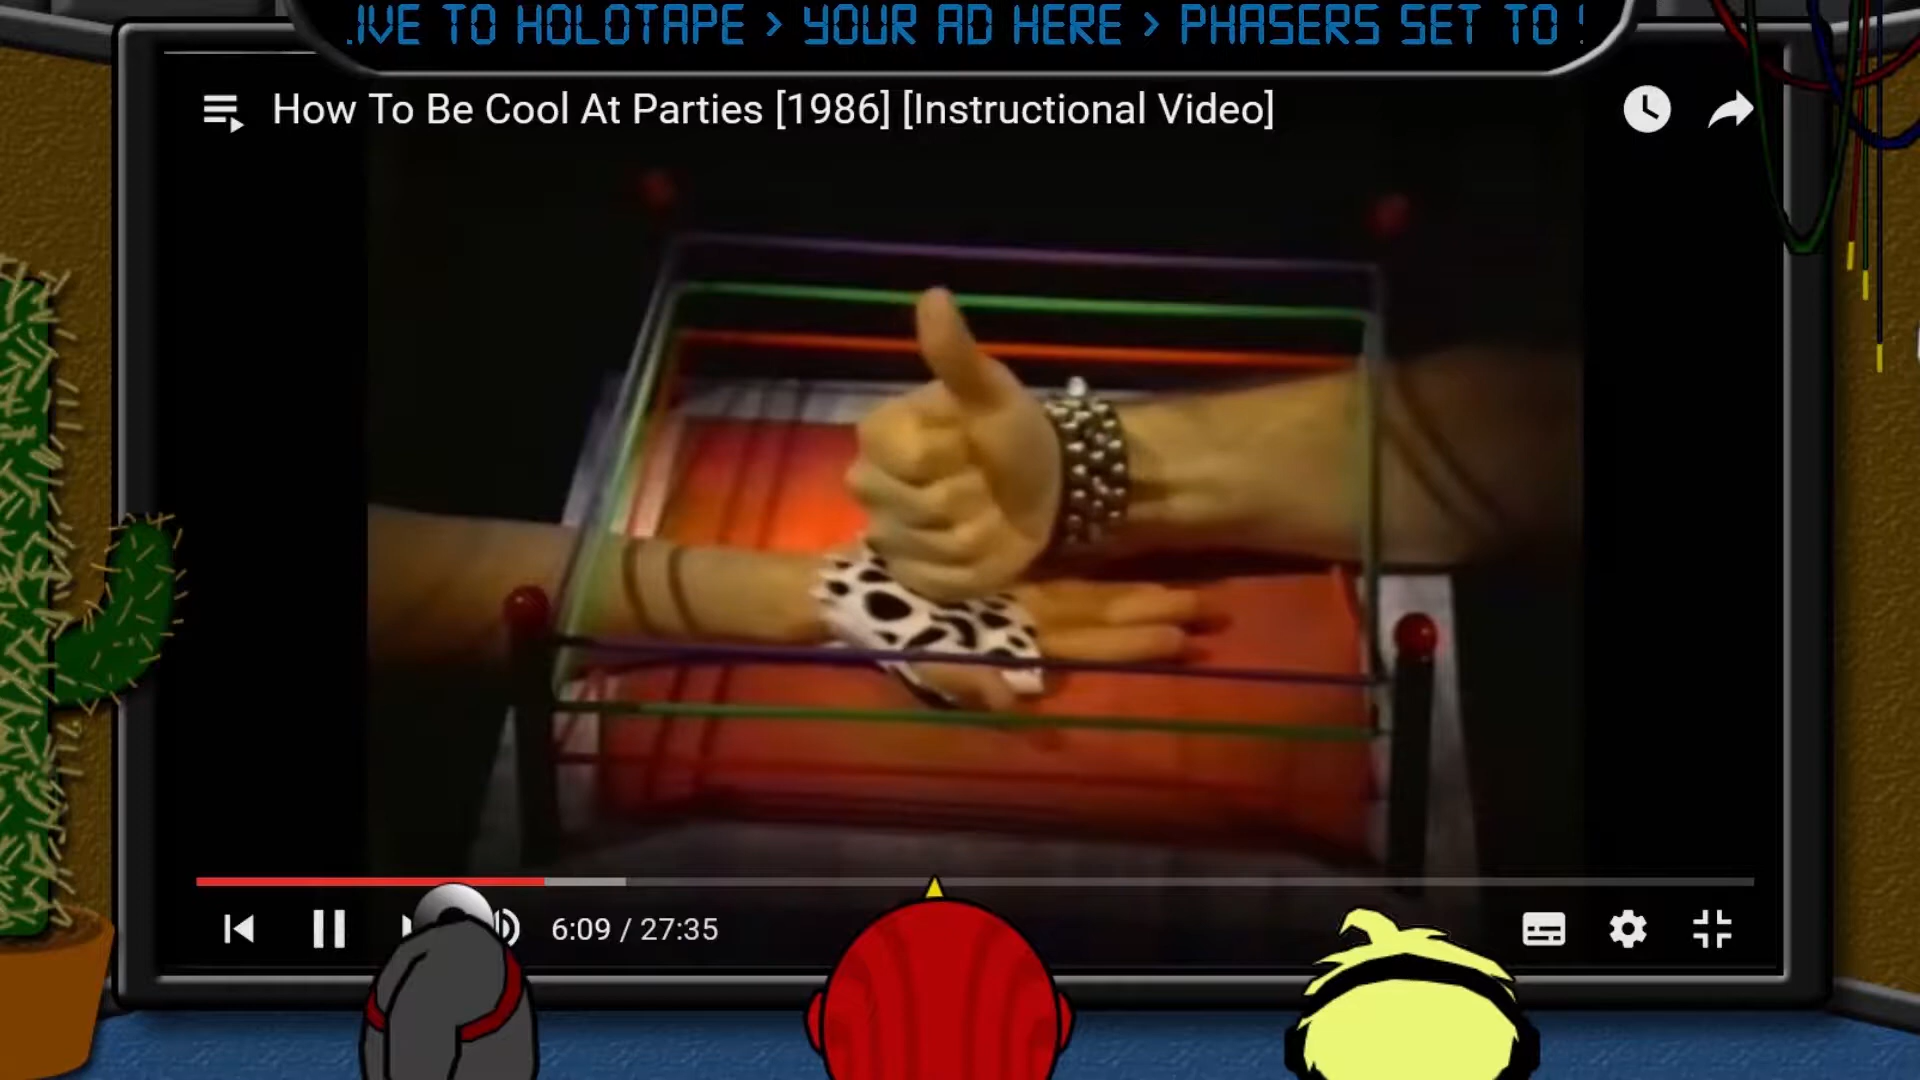 .IVE TO HOLOTAPE > YOUR AD HERE > PHASERS SET TO
How To Be Cool At Parties [1986] [Instructional Video]
6:09 / 27:35